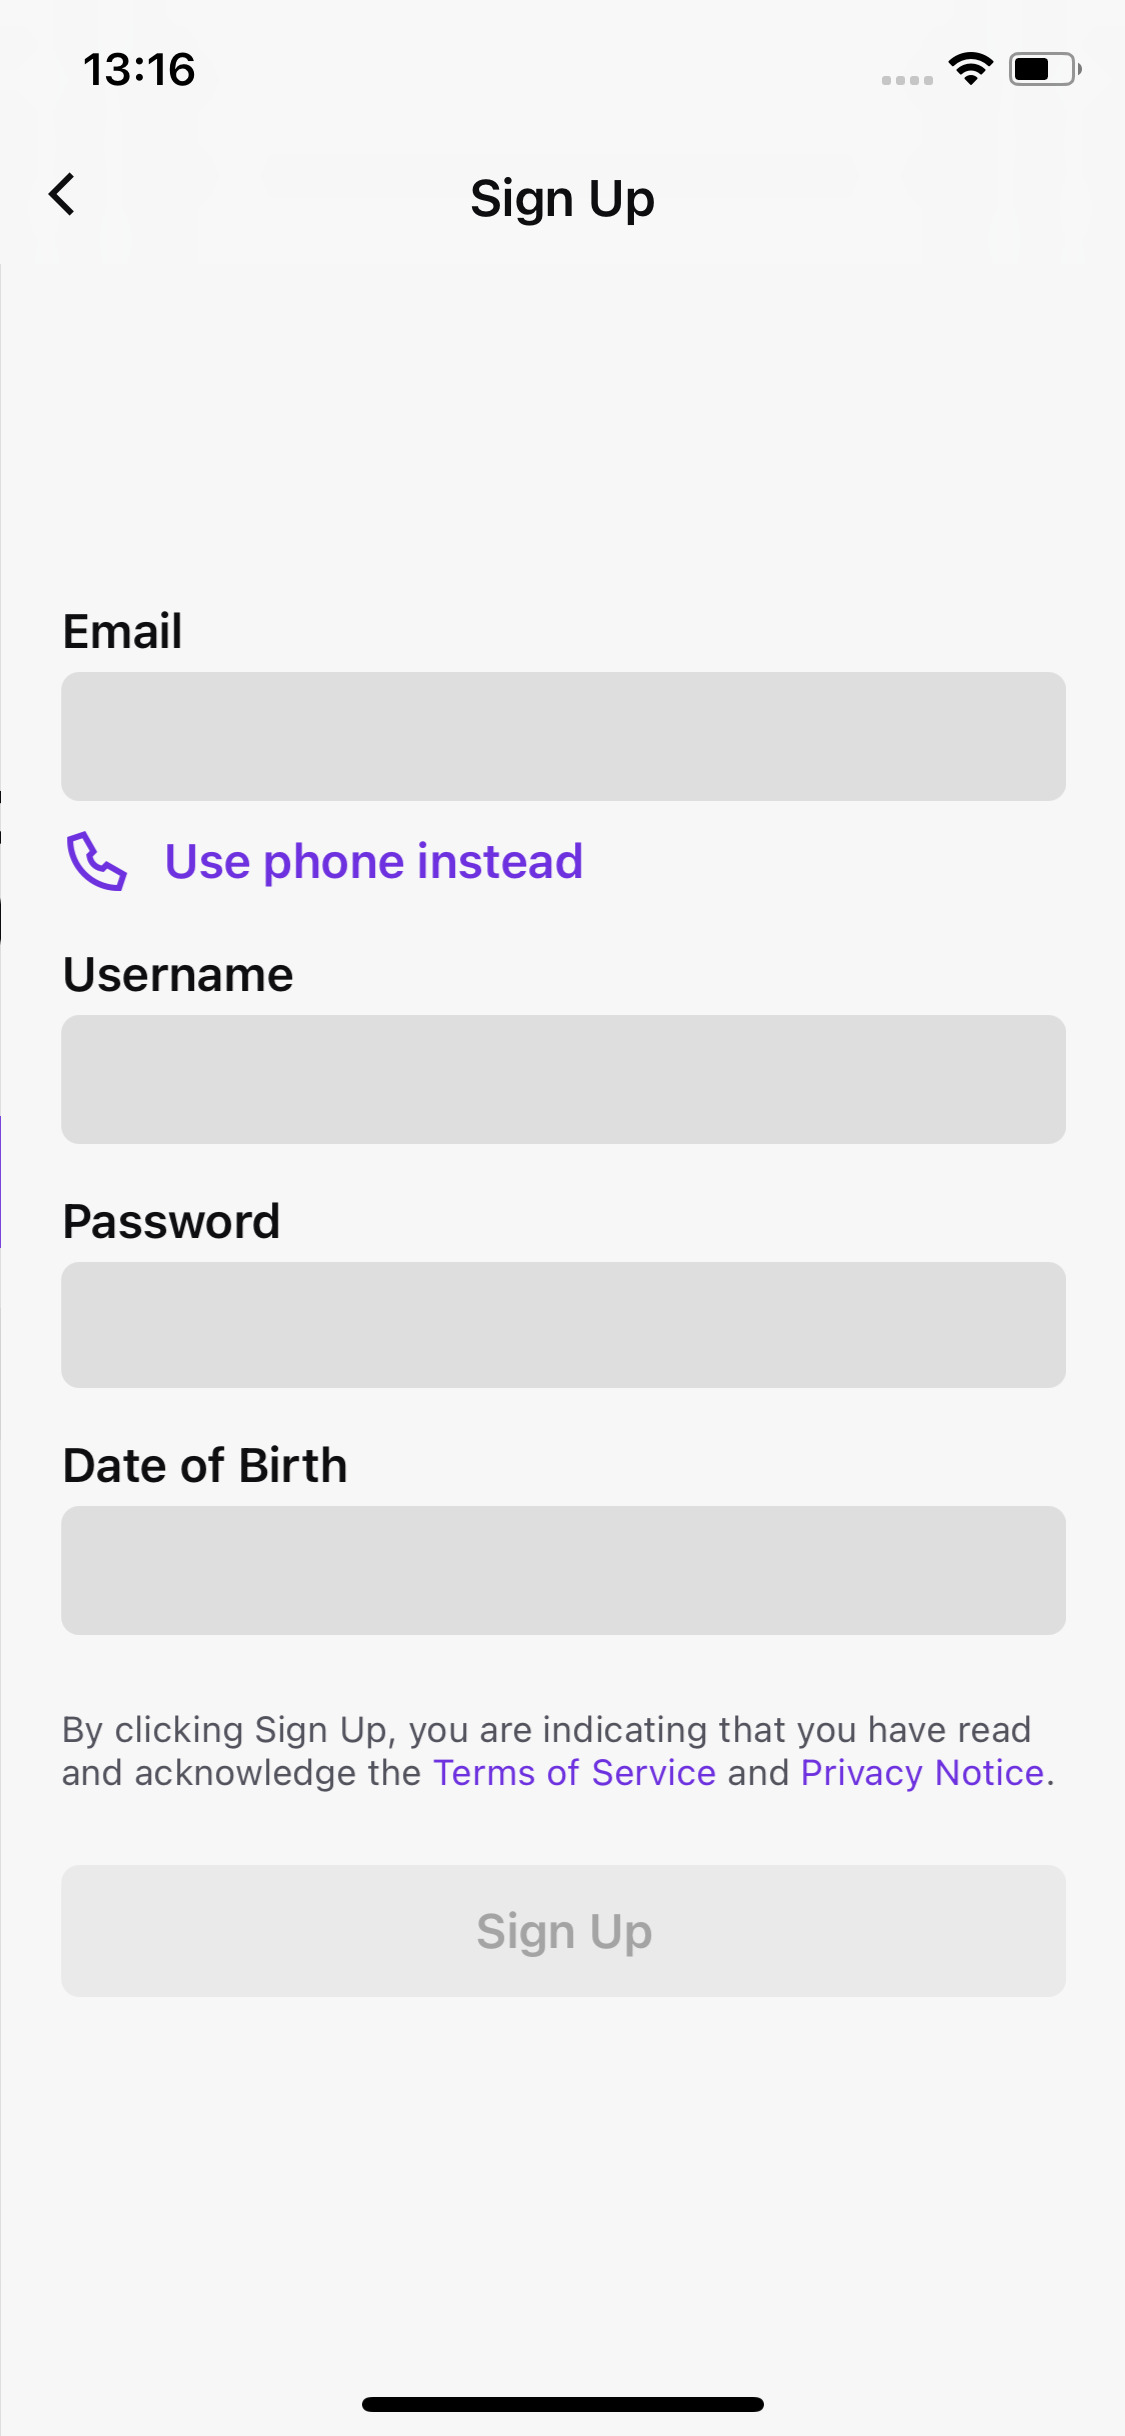 13:16
Sign Up
Email
Use phone instead
Username
Password
Date of Birth
By clicking Sign Up, you are indicating that you have read
and acknowledge the Terms of Service and Privacy Notice.
Sign Up